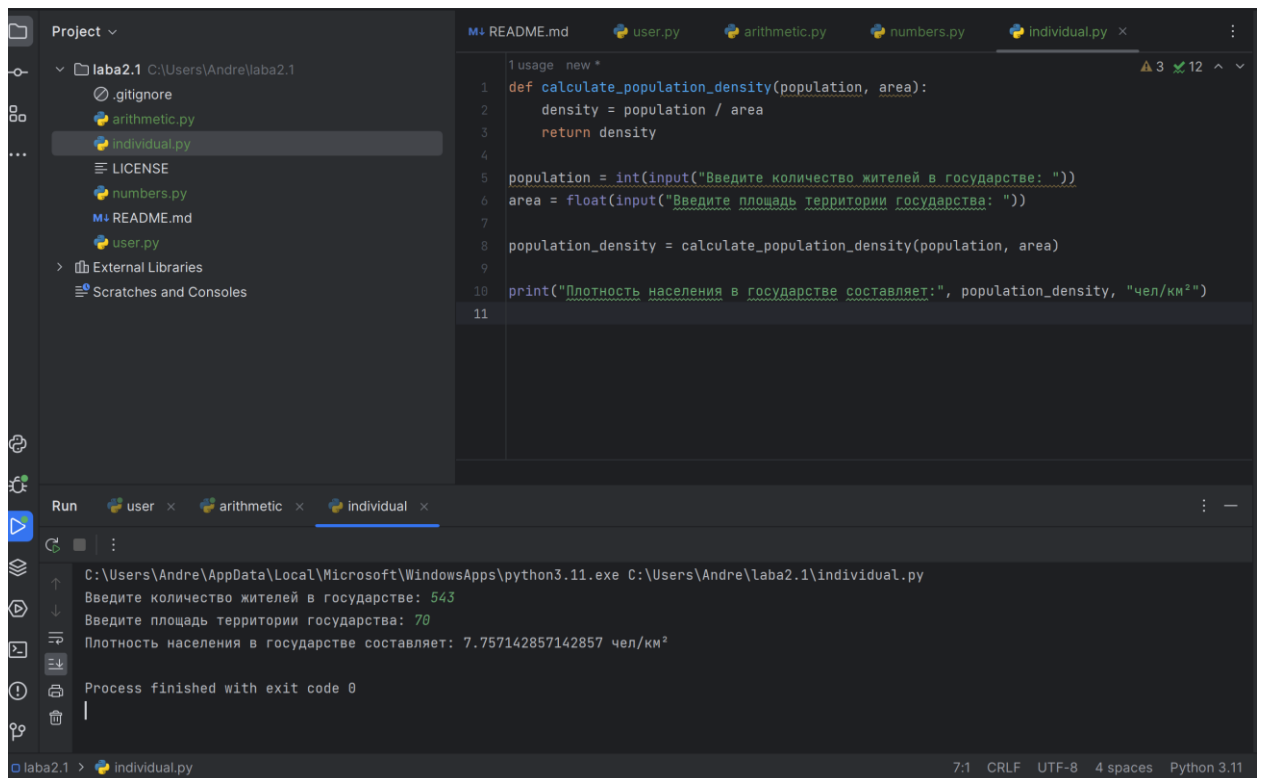 Project
laba2.1 C:\Users\Andre\laba2.1
.gitignore
arithmetic.py
individual.py
LICENSE
numbers.py
M↓ README.md
user.py
External Libraries
Scratches and Consoles
M↓ README.md user.py arithmetic.py numbers.py individual.py
1 usage new *
3 12
1 def calculate_population_density(population, area):
2     density = population / area
3     return density
4
5 population = int(input("Введите количество жителей в государстве: "))
6 area = float(input("Введите площадь территории государства: "))
7
8 population_density = calculate_population_density(population, area)
9
10 print("Плотность населения в государстве составляет:", population_density, "чел/км²")
11
Run user arithmetic individual
C:\Users\Andre\AppData\Local\Microsoft\WindowsApps\python3.11.exe C:\Users\Andre\laba2.1\individual.py
Введите количество жителей в государстве: 543
Введите площадь территории государства: 70
Плотность населения в государстве составляет: 7.757142857142857 чел/км²
Process finished with exit code 0
laba2.1 > individual.py 7:1 CRLF UTF-8 4 spaces Python 3.11